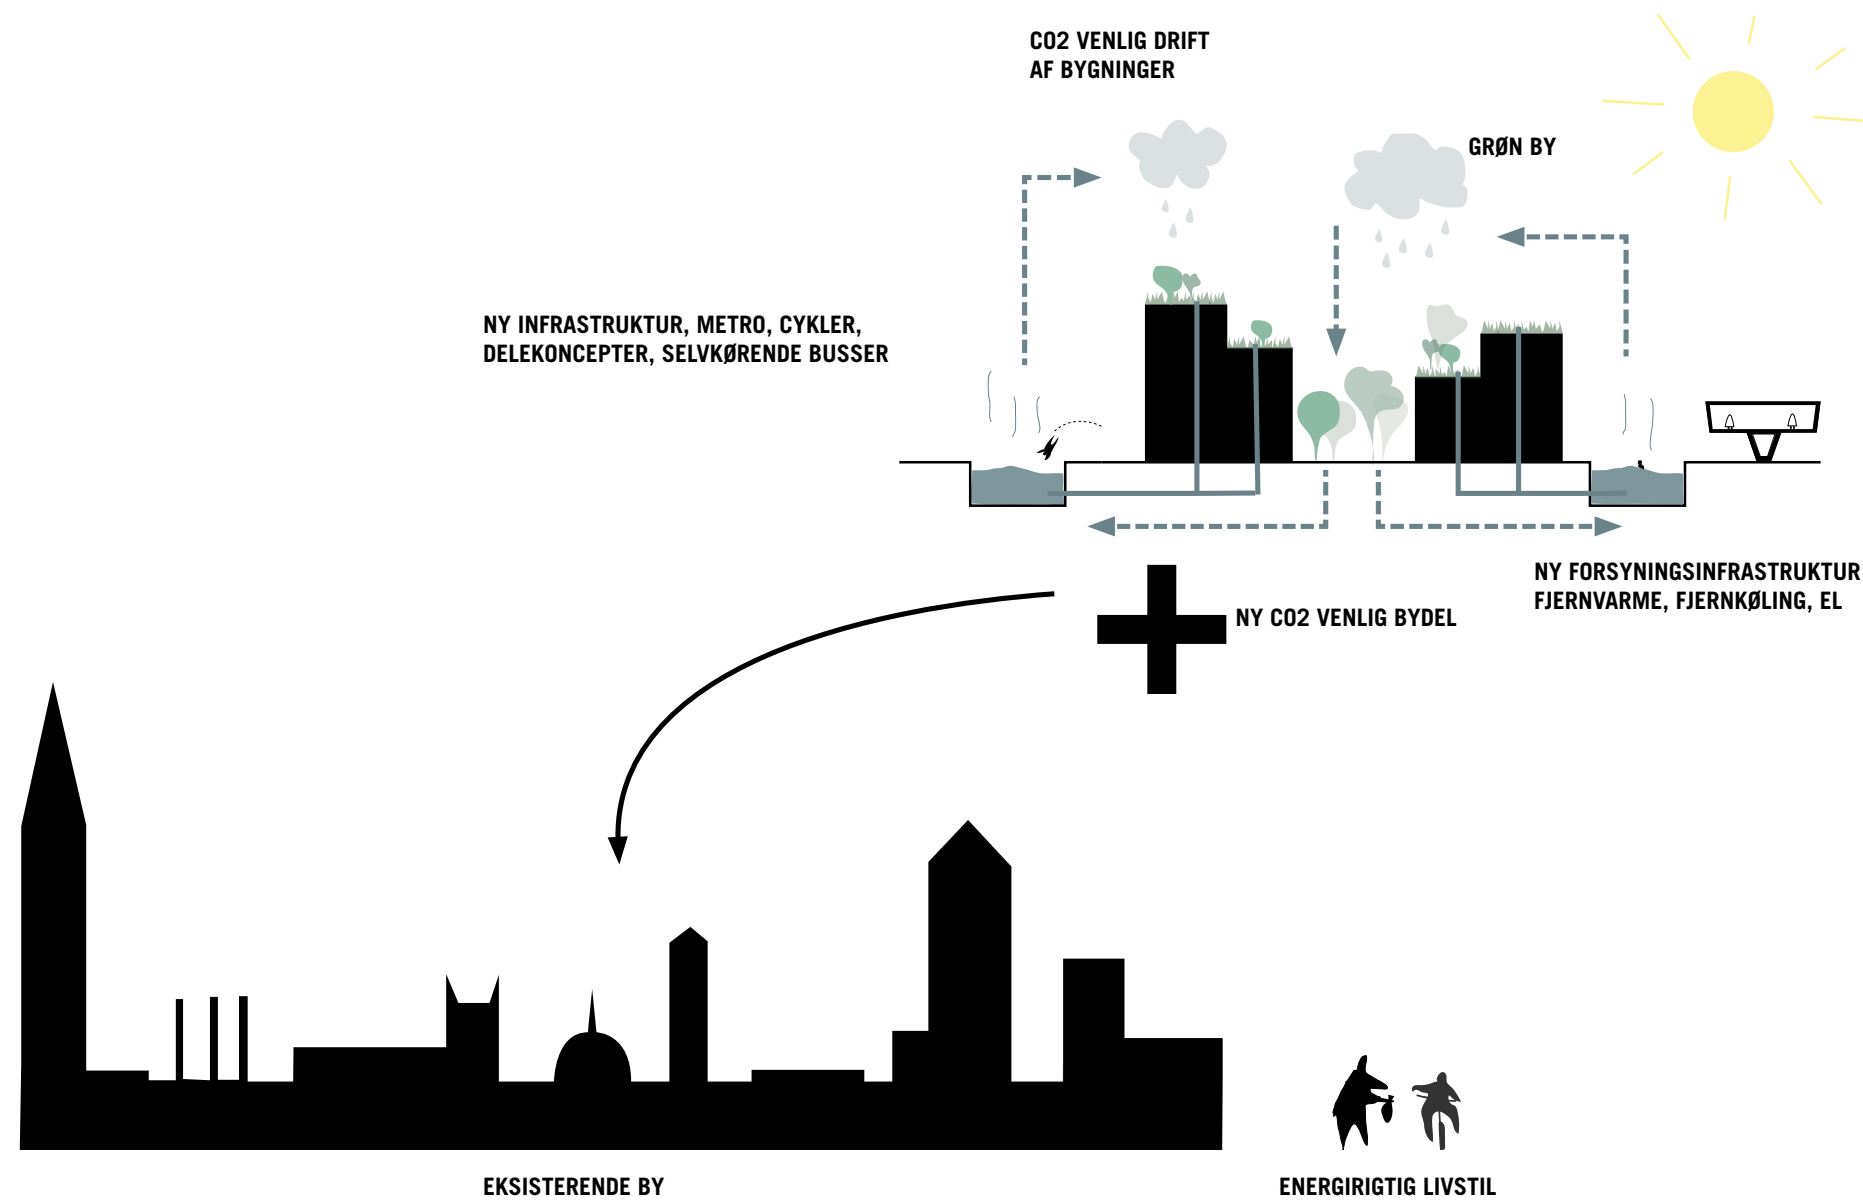 CO2 VENLIG DRIFT
AF BYGNINGER
GRØN BY
NY INFRASTRUKTUR, METRO, CYKLER,
DELEKONCEPTER, SELVKØRENDE BUSSER
NY FORSYNINGSINFRASTRUKTUR
FJERNVARME, FJERNKØLING, EL
NY CO2 VENLIG BYDEL
EKSISTERENDE BY
ENERGIRIGTIG LIVSTIL